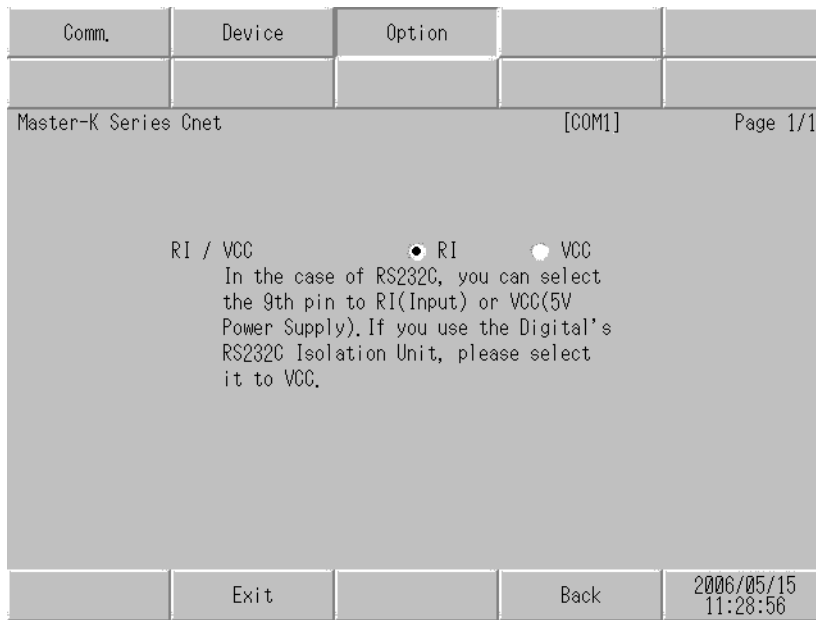 Comm. Device Option
Master-K Series Cnet [COM1] Page 1/1
RI / VCC RI VCC
In the case of RS232C, you can select
the 9th pin to RI(Input) or VCC(5V
Power Supply).If you use the Digital's
RS232C Isolation Unit, please select
it to VCC.
Exit Back 2006/05/15
11:28:56